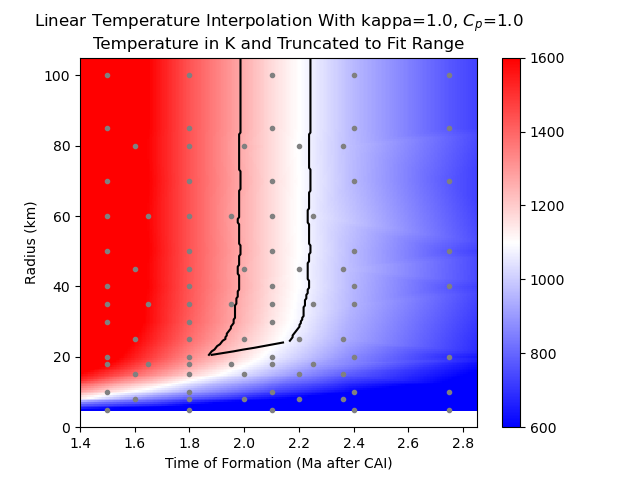 Linear Temperature Interpolation With kappa=1.0, $C_p$=1.0
Temperature in K and Truncated to Fit Range
100
80
60
40
20
0
Radius (km)
1.4 1.6 1.8 2.0 2.2 2.4 2.6 2.8
Time of Formation (Ma after CAI)
1600
1400
1200
1000
800
600